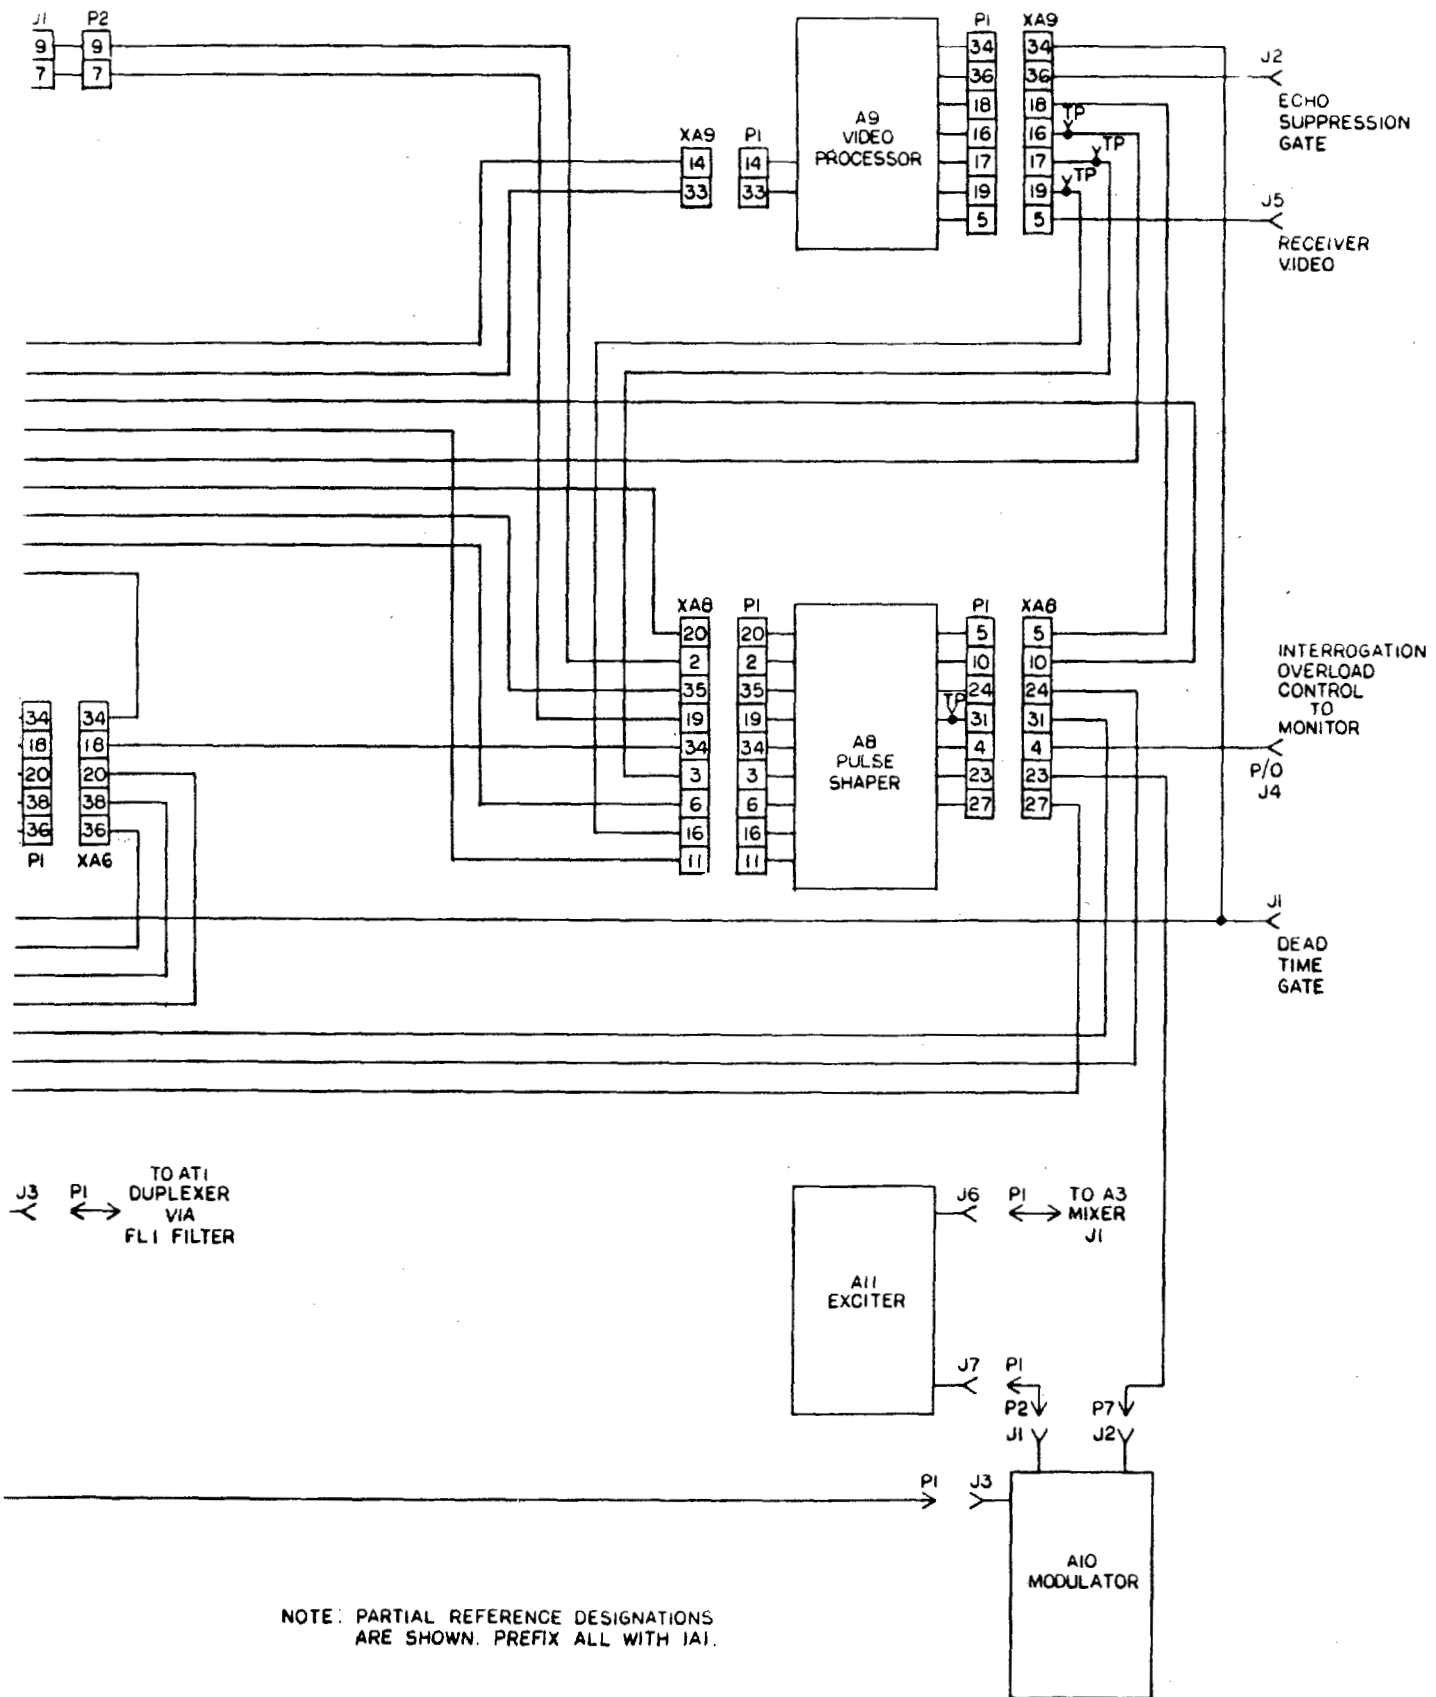 J1 P2
9 9
7 7
P1 XA9
34 34
36 36
18 18
16 16
17 17
19 19
5 5
TP
TP
TP
A9
VIDEO
PROCESSOR
XA9 P1
14 14
33 33
J2
ECHO
SUPPRESSION
GATE
J5
RECEIVER
VIDEO
XA8 P1
20 20
2 2
35 35
19 19
34 34
3 3
6 6
16 16
11 11
A8
PULSE
SHAPER
TP
P1 XA8
5 5
10 10
24 24
31 31
4 4
23 23
27 27
INTERROGATION
OVERLOAD
CONTROL
TO
MONITOR
P/O
J4
34 34
18 18
20 20
38 38
36 36
P1 XA6
J1
DEAD
TIME
GATE
J3 P1
TO AT1
DUPLEXER
VIA
FL1 FILTER
A11
EXCITER
J6 P1
TO A3
MIXER
J1
J7 P1
P2 P7
J1 J2
P1 J3
A10
MODULATOR
NOTE: PARTIAL REFERENCE DESIGNATIONS
ARE SHOWN. PREFIX ALL WITH 1A1.